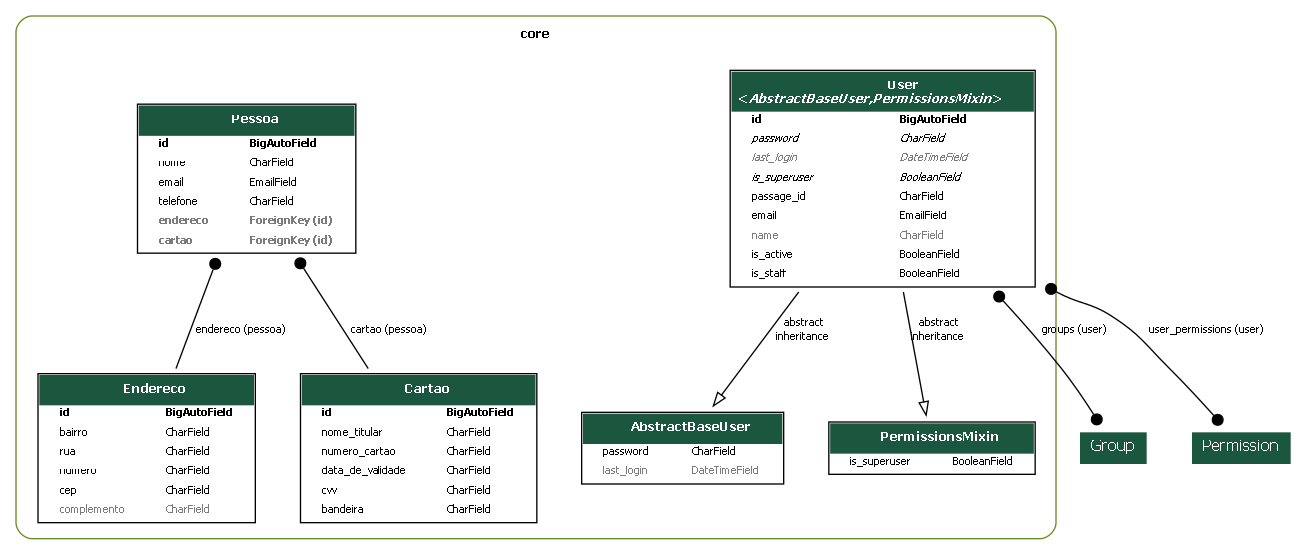 core
Pessoa
id BigAutoField
nome CharField
email EmailField
telefone CharField
endereco ForeignKey (id)
cartao ForeignKey (id)
User
<AbstractBaseUser,PermissionsMixin>
id BigAutoField
password CharField
last_login DateTimeField
is_superuser BooleanField
passage_id CharField
email EmailField
name CharField
is_active BooleanField
is_staff BooleanField
endereco (pessoa)
cartao (pessoa)
abstract
inheritance
abstract
inheritance
groups (user)
user_permissions (user)
Endereco
id BigAutoField
bairro CharField
rua CharField
numero CharField
cep CharField
complemento CharField
Cartao
id BigAutoField
nome_titular CharField
numero_cartao CharField
data_de_validade CharField
cvv CharField
bandeira CharField
AbstractBaseUser
password CharField
last_login DateTimeField
PermissionsMixin
is_superuser BooleanField
Group
Permission